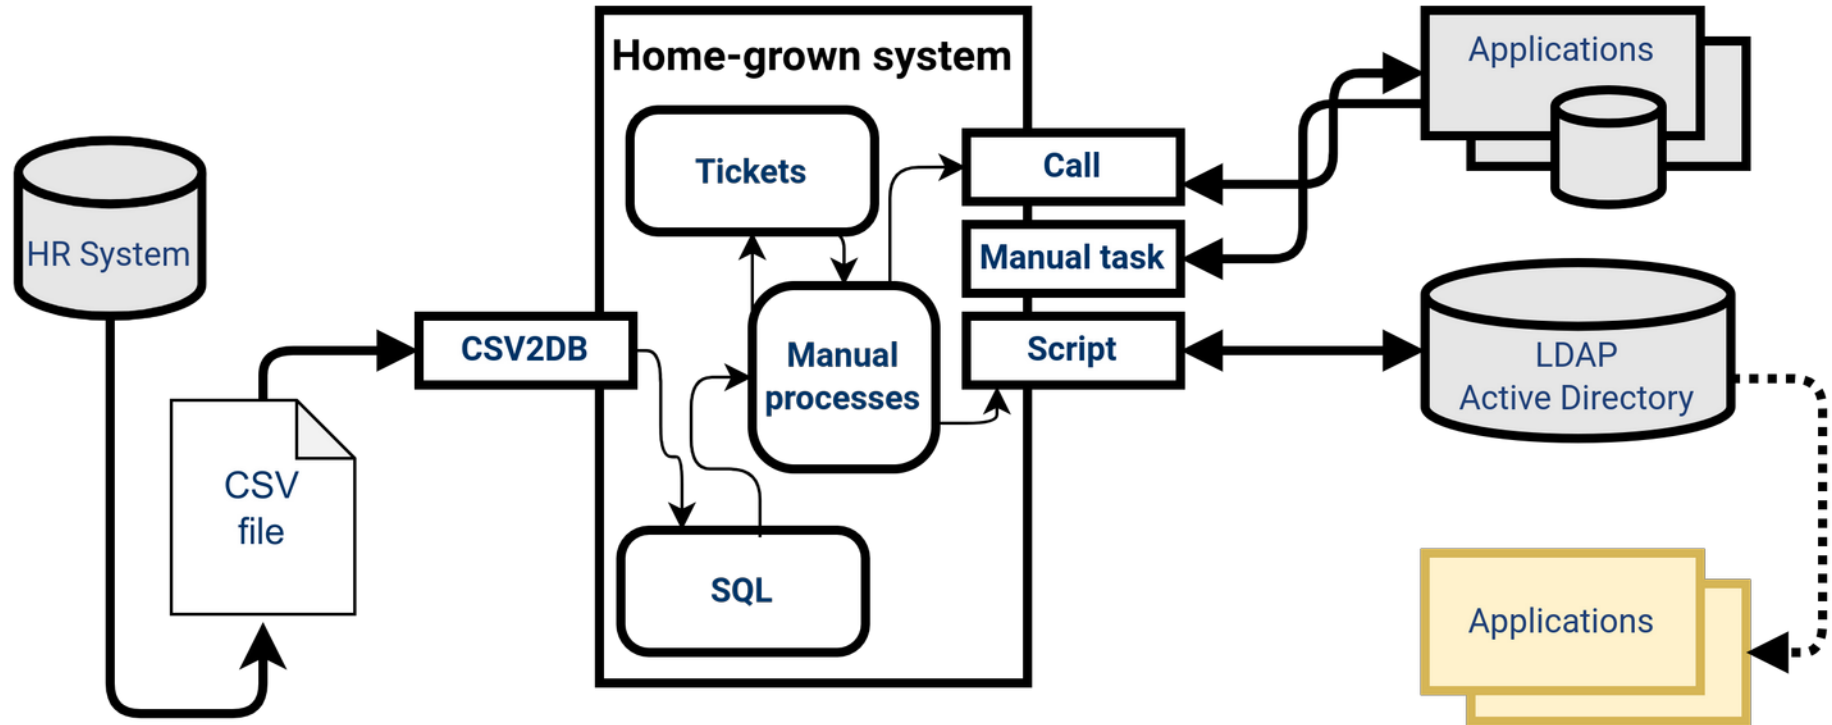 Home-grown system
Applications
Tickets
Call
HR System
Manual task
CSV2DB
Manual
processes
Script
LDAP
Active Directory
CSV
file
SQL
Applications